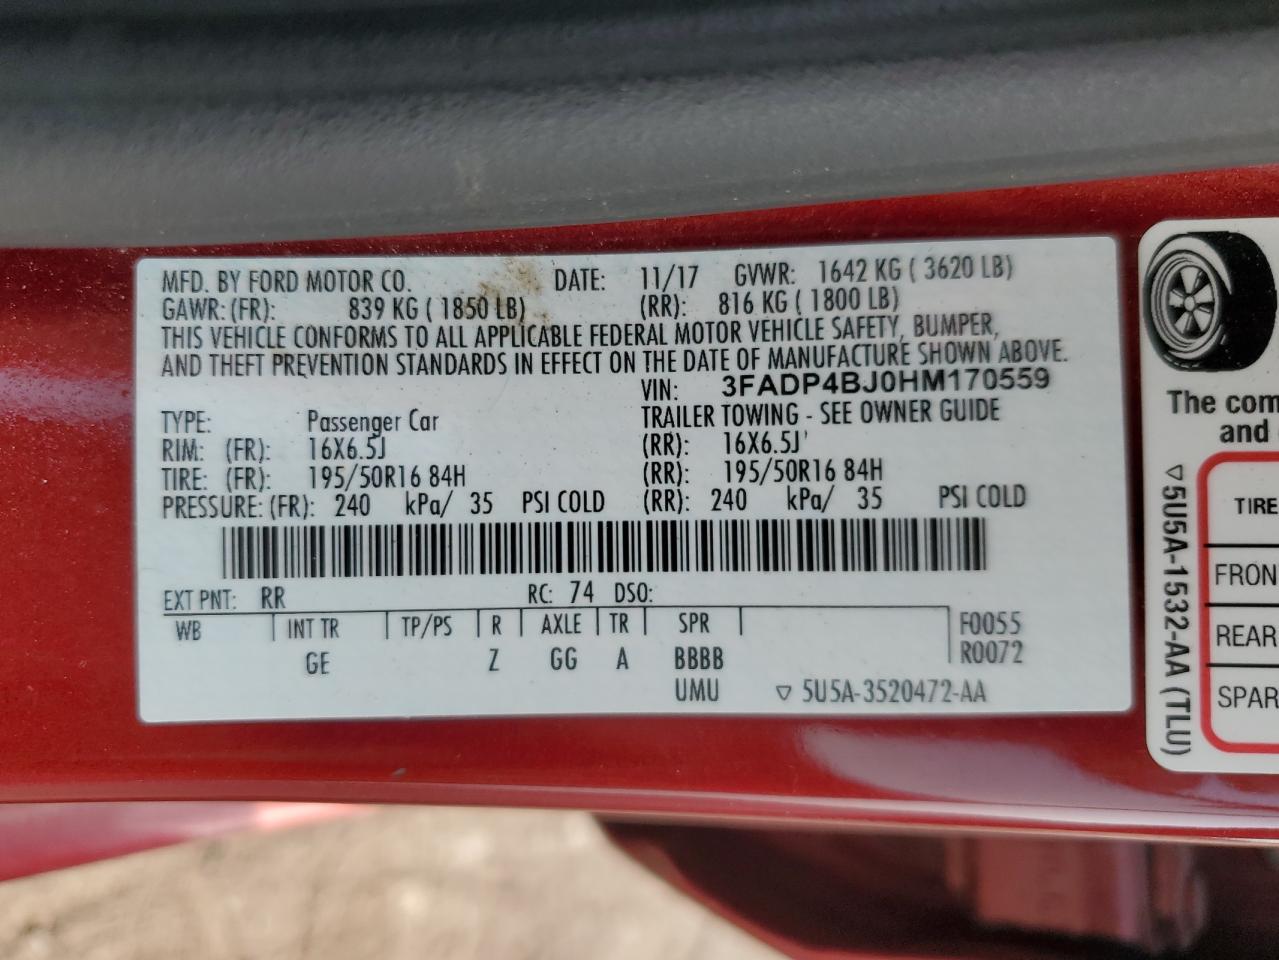 MFD. BY FORD MOTOR CO. DATE: 11/17 GVWR: 1642 KG ( 3620 LB)
GAWR: (FR): 839 KG ( 1850 LB) (RR): 816 KG ( 1800 LB)
THIS VEHICLE CONFORMS TO ALL APPLICABLE FEDERAL MOTOR VEHICLE SAFETY, BUMPER,
AND THEFT PREVENTION STANDARDS IN EFFECT ON THE DATE OF MANUFACTURE SHOWN ABOVE.
VIN: 3FADP4BJ0HM170559
TYPE: Passenger Car TRAILER TOWING - SEE OWNER GUIDE
RIM: (FR): 16X6.5J (RR): 16X6.5J
TIRE: (FR): 195/50R16 84H (RR): 195/50R16 84H
PRESSURE: (FR): 240 kPa/ 35 PSI COLD (RR): 240 kPa/ 35 PSI COLD
EXT PNT: RR RC: 74 DSO:
WB INT TR TP/PS R AXLE TR SPR F0055
GE Z GG A BBBB R0072
UMU ▽ 5U5A-3520472-AA
The com
and
▽ 5U5A-1532-AA (TLU)
TIRE
FRON
REAR
SPAR